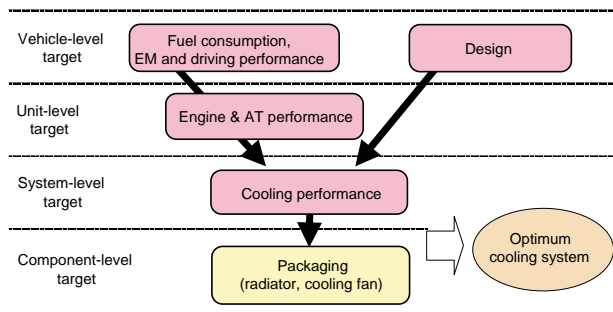 Vehicle-level
target
Fuel consumption,
EM and driving performance
Design
Unit-level
target
Engine & AT performance
System-level
target
Cooling performance
Component-level
target
Packaging
(radiator, cooling fan)
Optimum
cooling system